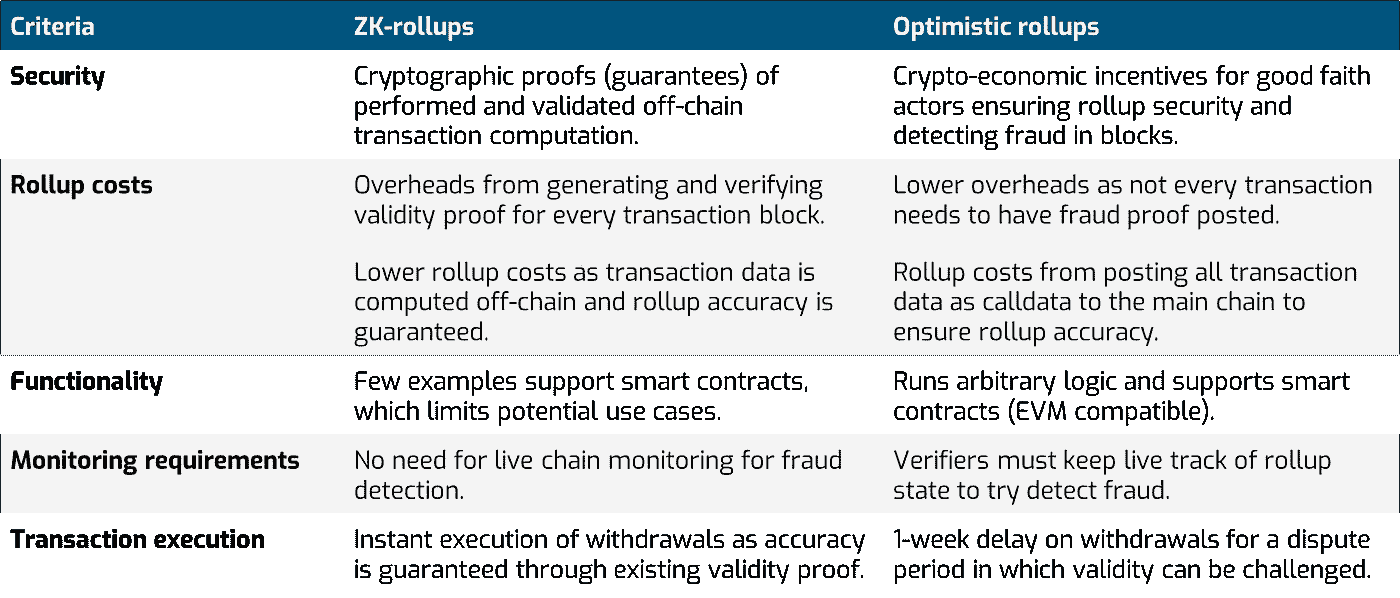 Criteria
ZK-rollups
Optimistic rollups
Security
Cryptographic proofs (guarantees) of
performed and validated off-chain
transaction computation.
Crypto-economic incentives for good faith
actors ensuring rollup security and
detecting fraud in blocks.
Rollup costs
Overheads from generating and verifying
validity proof for every transaction block.
Lower rollup costs as transaction data is
computed off-chain and rollup accuracy is
guaranteed.
Lower overheads as not every transaction
needs to have fraud proof posted.
Rollup costs from posting all transaction
data as calldata to the main chain to
ensure rollup accuracy.
Functionality
Few examples support smart contracts,
which limits potential use cases.
Runs arbitrary logic and supports smart
contracts (EVM compatible).
Monitoring requirements
No need for live chain monitoring for fraud
detection.
Verifiers must keep live track of rollup
state to try detect fraud.
Transaction execution
Instant execution of withdrawals as accuracy
is guaranteed through existing validity proof.
1-week delay on withdrawals for a dispute
period in which validity can be challenged.